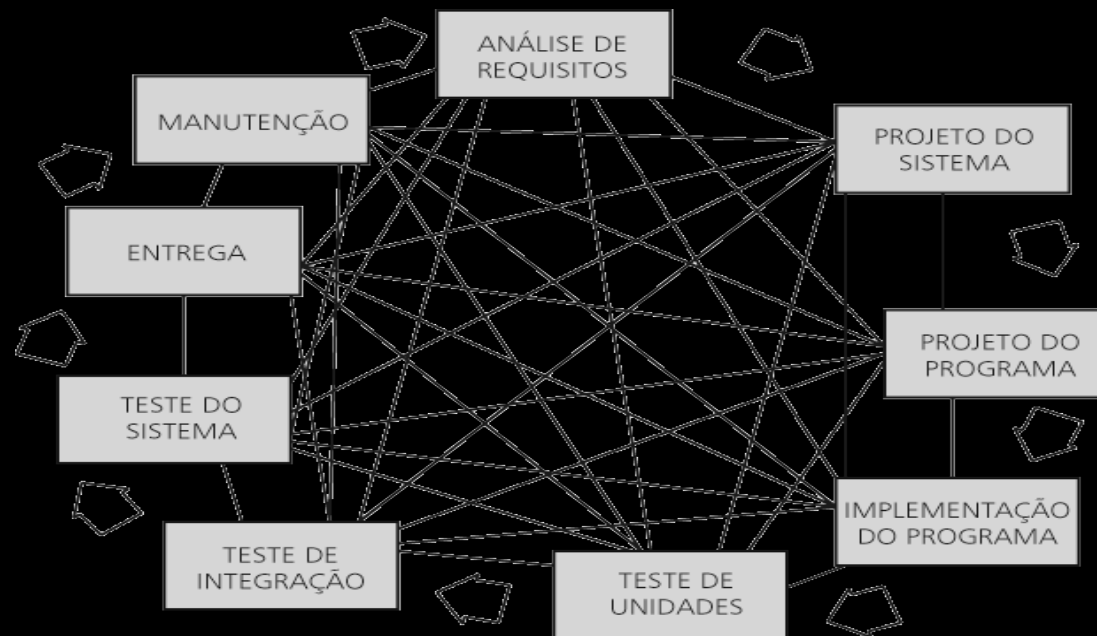 ANÁLISE DE
REQUISITOS
PROJETO DO
SISTEMA
PROJETO DO
PROGRAMA
IMPLEMENTAÇÃO
DO PROGRAMA
TESTE DE
UNIDADES
TESTE DE
INTEGRAÇÃO
TESTE DO
SISTEMA
ENTREGA
MANUTENÇÃO